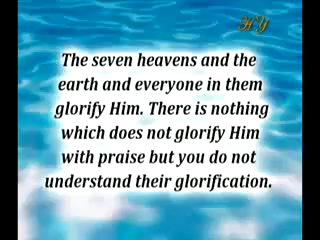 HY
The seven heavens and the
earth and everyone in them
glorify Him. There is nothing
which does not glorify Him
with praise but you do not
understand their glorification.